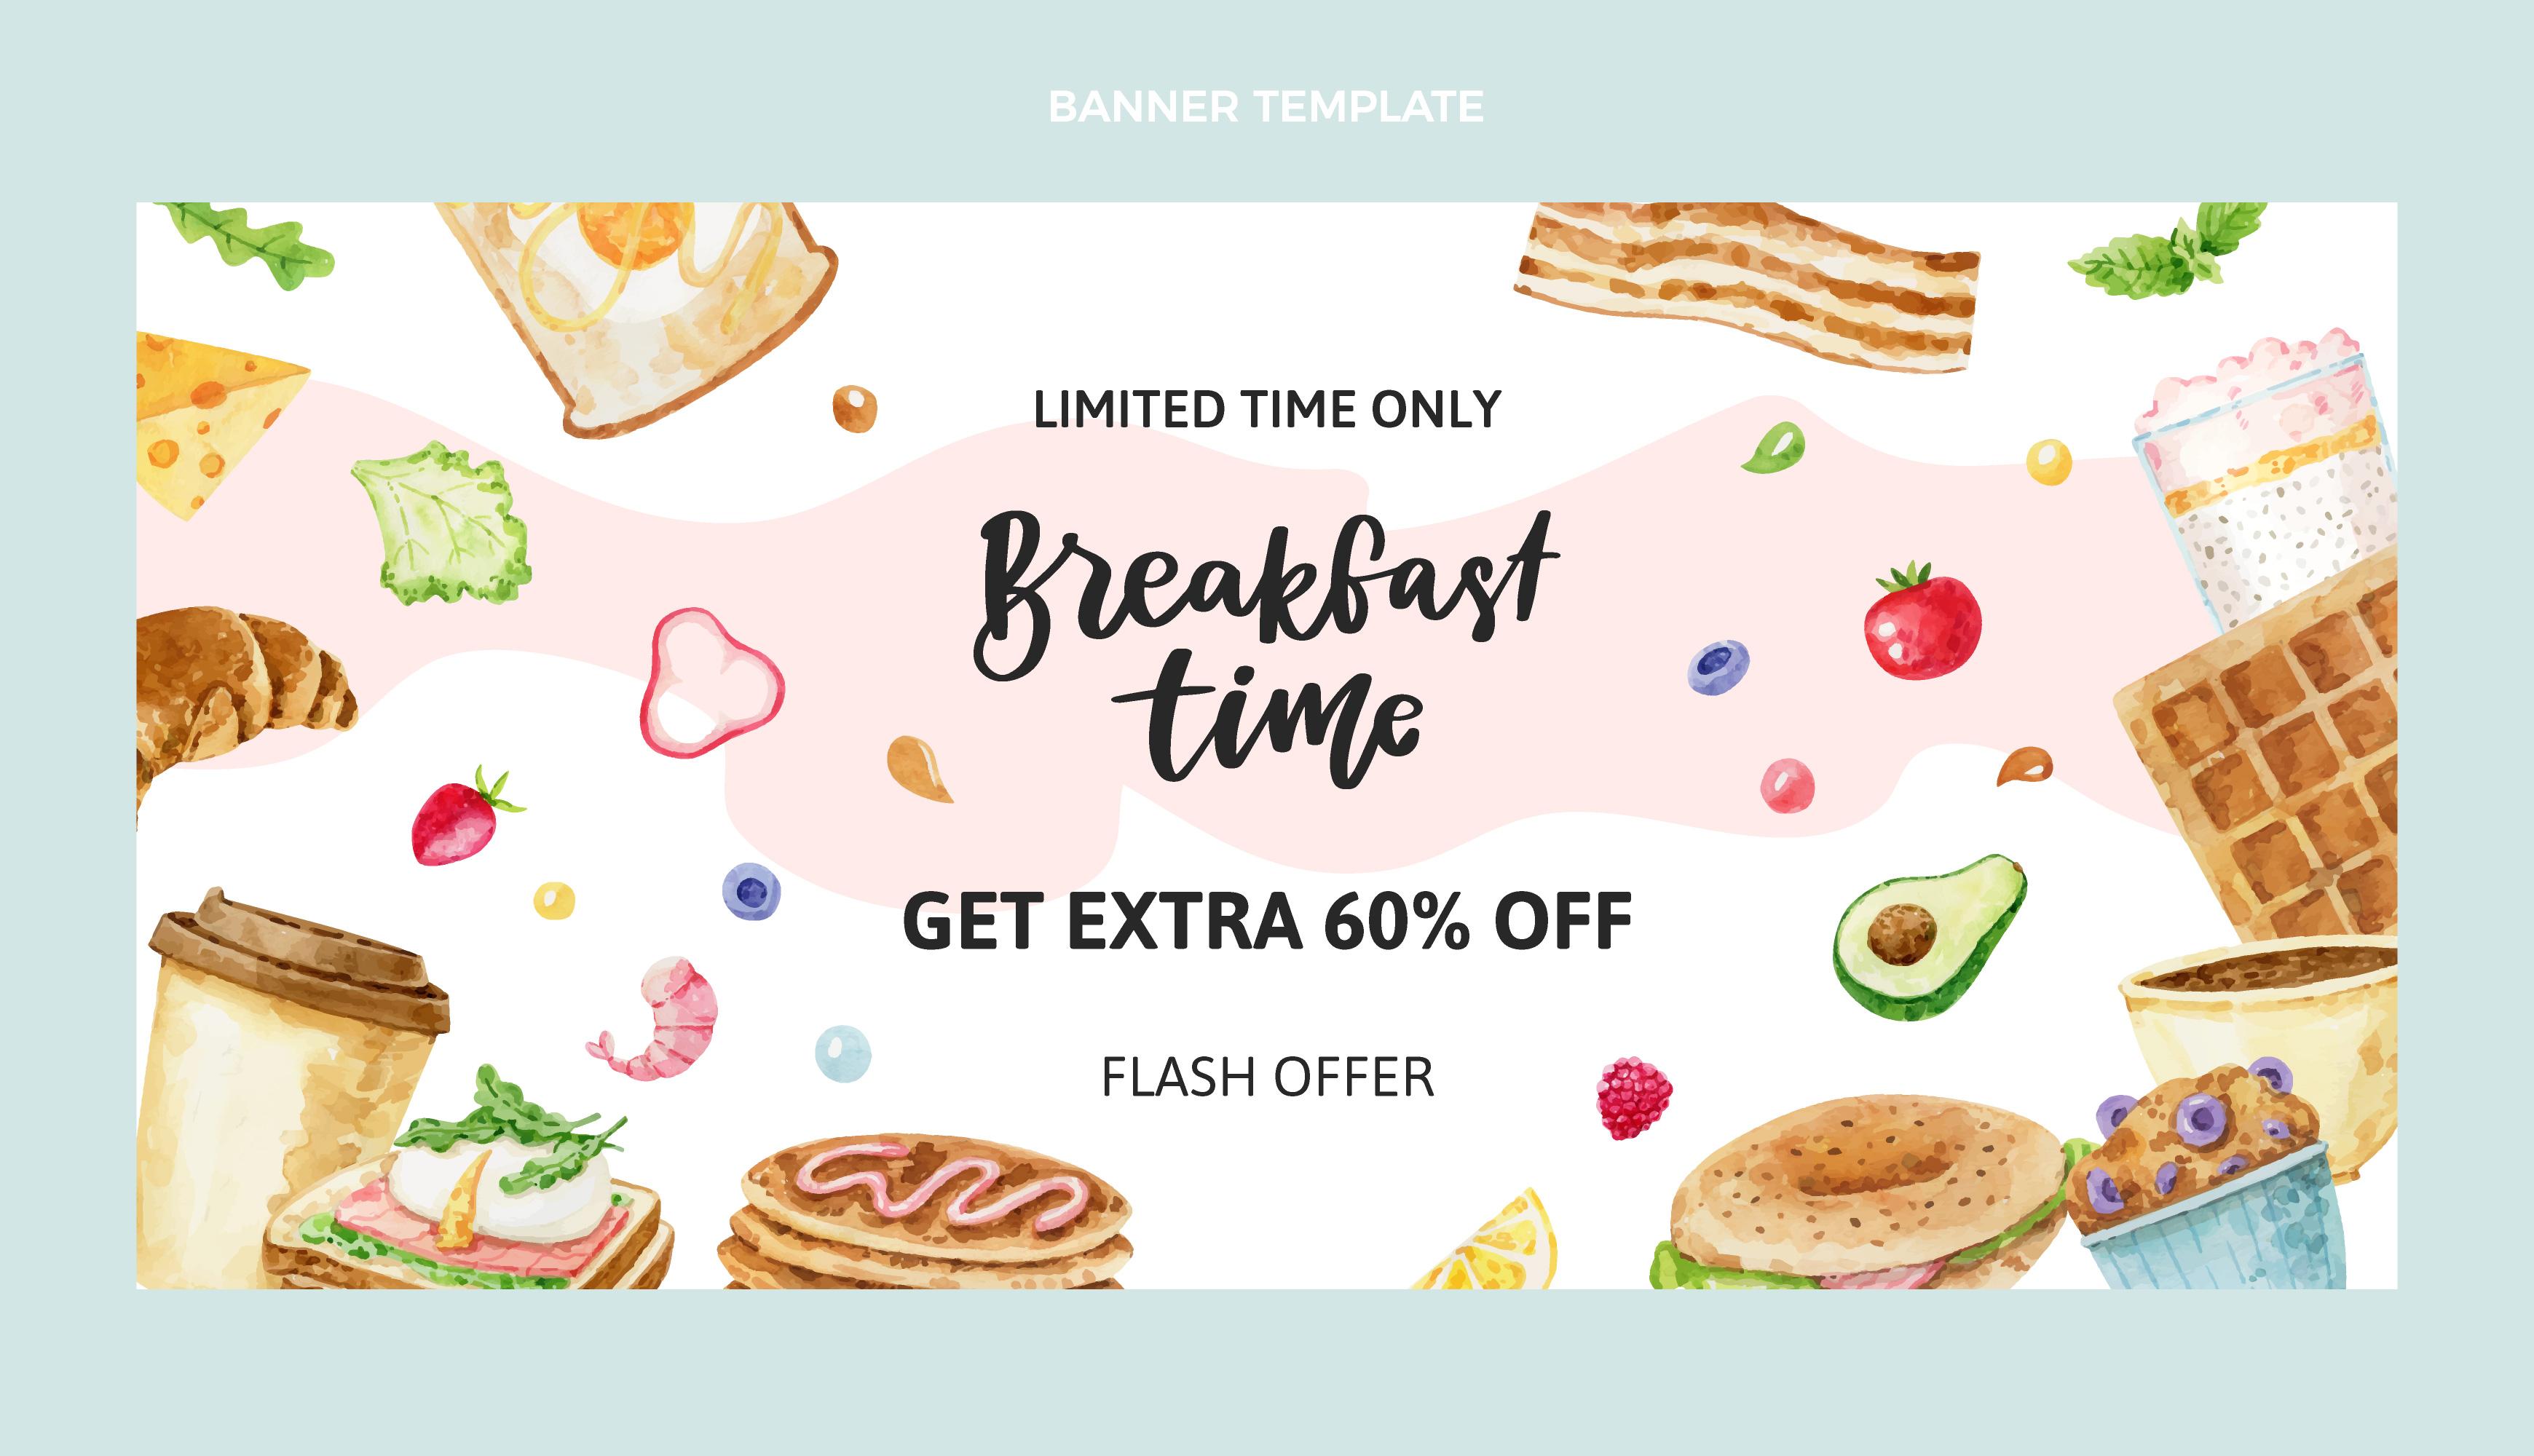 BANNER TEMPLATE
LIMITED TIME ONLY
Breakfast
time
GET EXTRA 60% OFF
FLASH OFFER